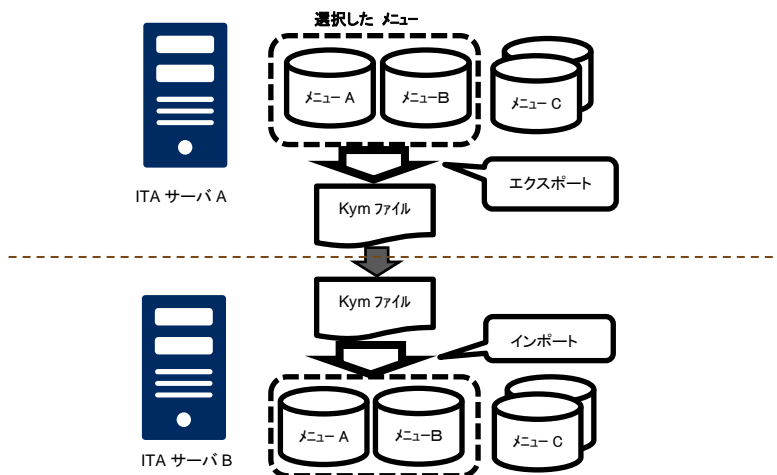 選択した メニュー
メニュー A
メニューB
メニュー C
エクスポート
ITA サーバ A
Kym ファイル
Kym ファイル
インポート
メニュー A
メニューB
メニュー C
ITA サーバ B